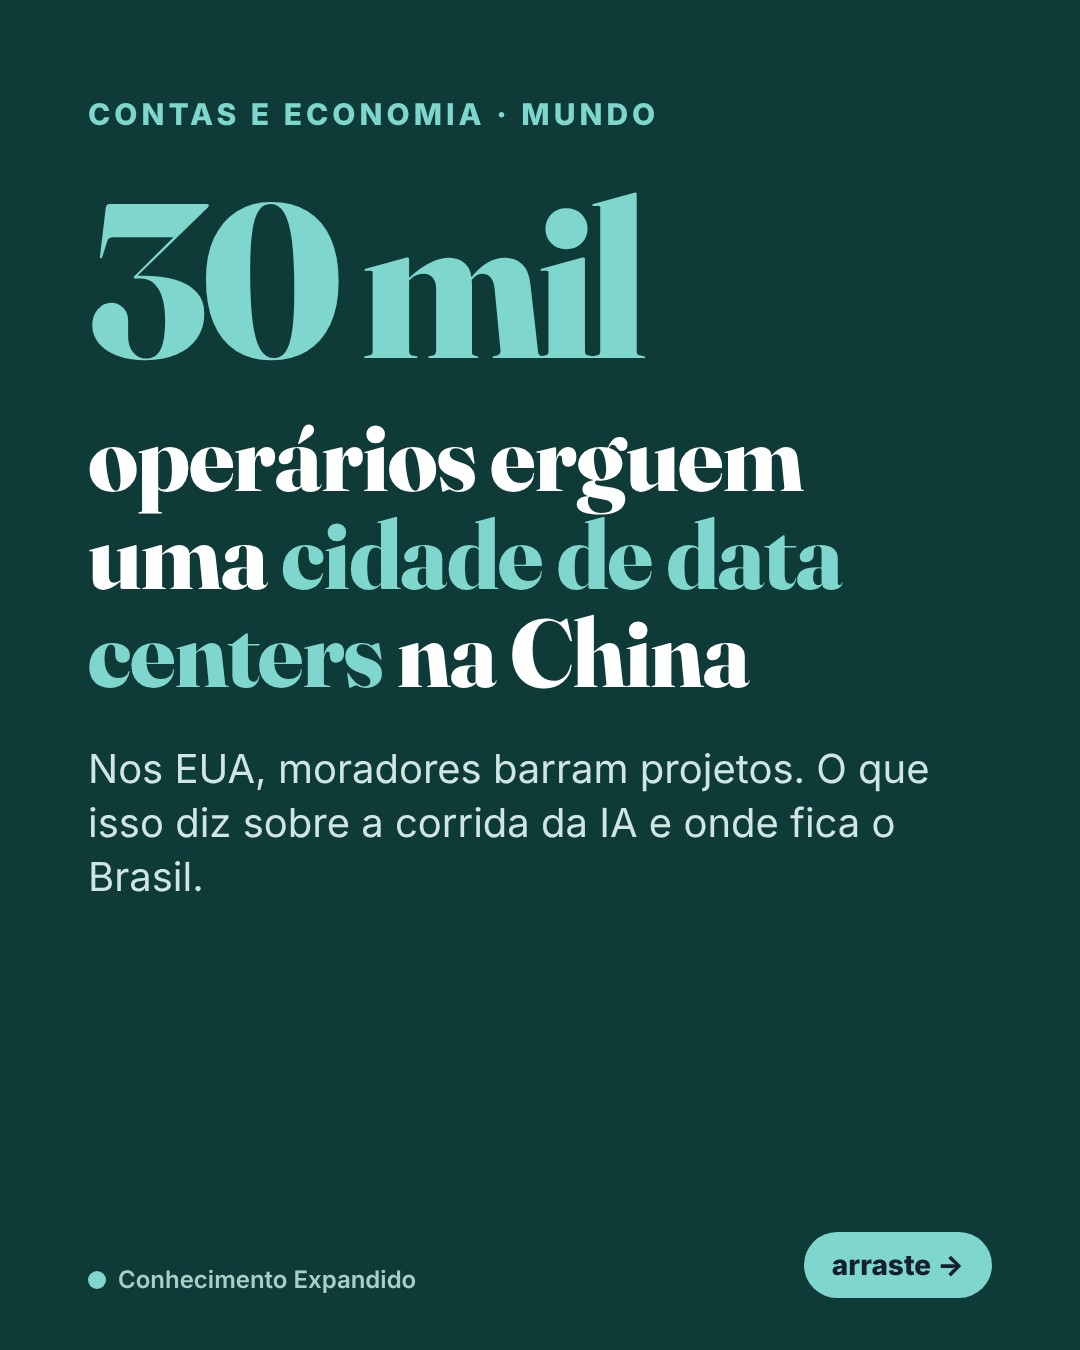 CONTAS E ECONOMIA · MUNDO
30 mil
operários erguem
uma cidade de data
centers na China
Nos EUA, moradores barram projetos. O que
isso diz sobre a corrida da IA e onde fica o
Brasil.
Conhecimento Expandido
arraste →